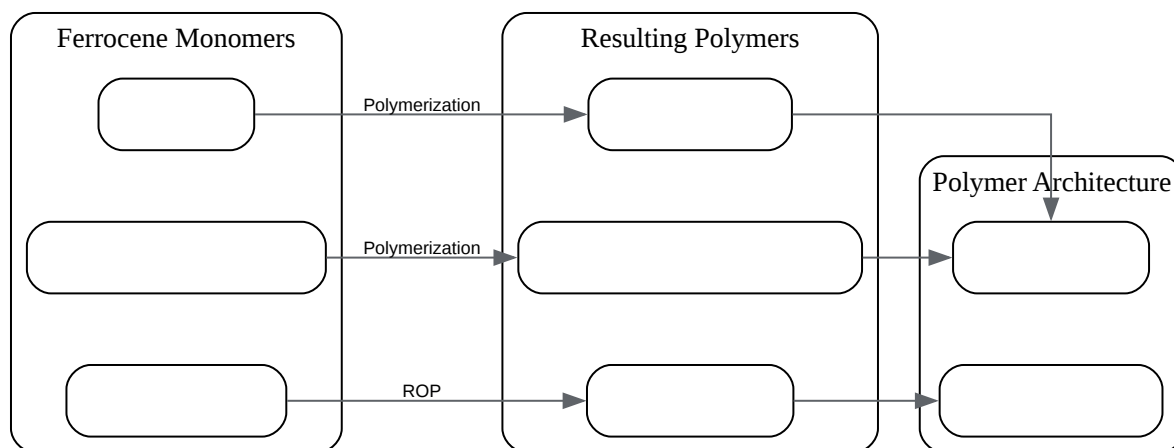 Ferrocene Monomers
Resulting Polymers
Polymerization
Polymer Architecture
Polymerization
ROP